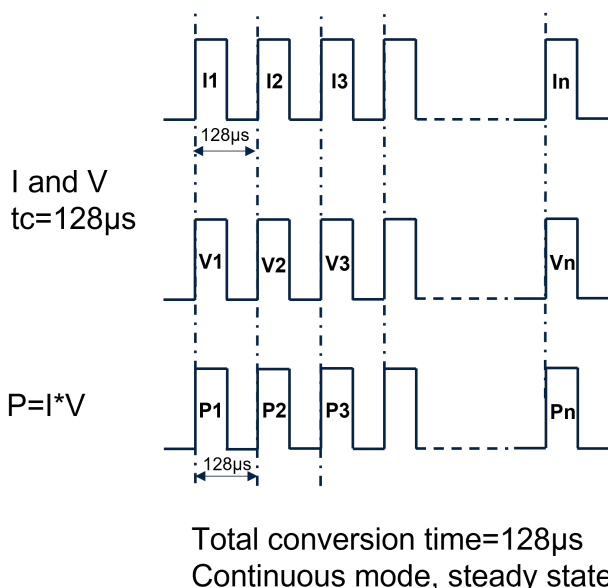 I1 I2 I3 In
128µs
I and V
tc=128µs
V1 V2 V3 Vn
P=I*V
P1 P2 P3 Pn
128µs
Total conversion time=128µs
Continuous mode, steady state